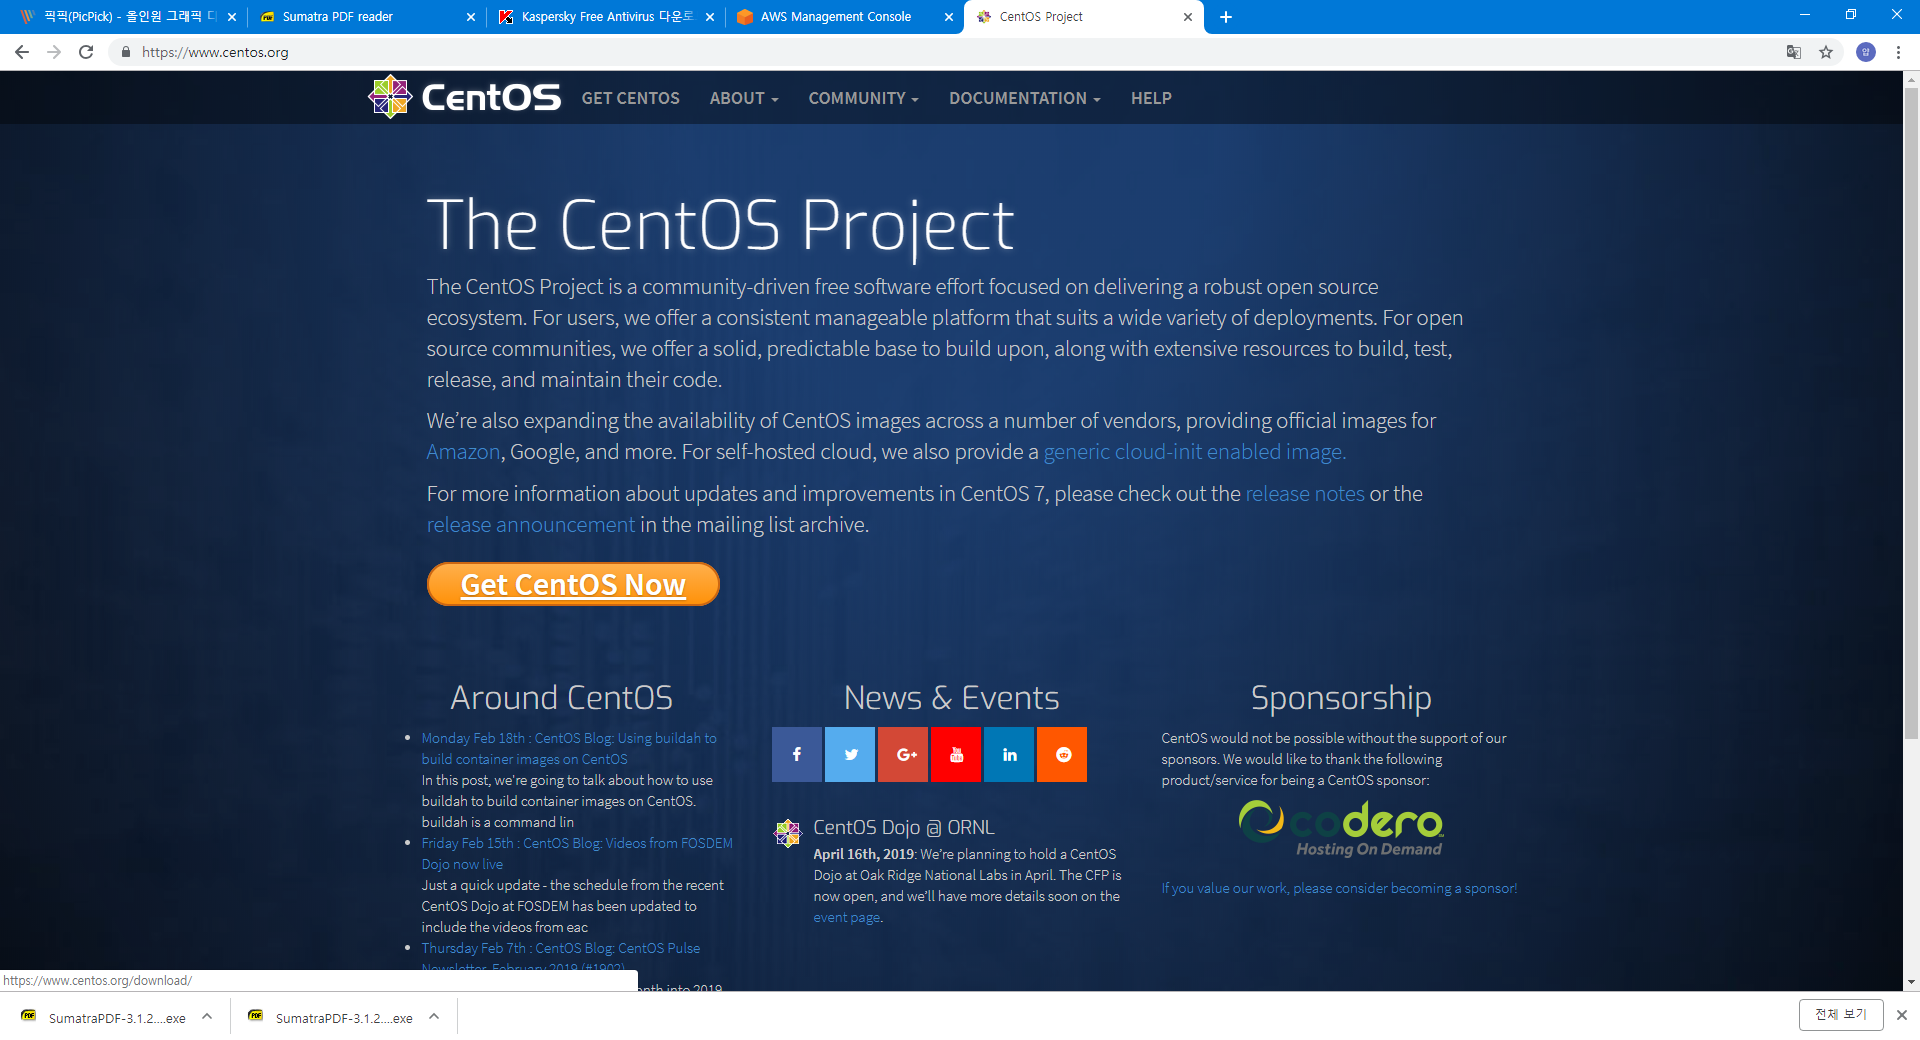 픽픽(PicPick) - 올인원 그래픽 디
Sumatra PDF reader
Kaspersky Free Antivirus 다운로
AWS Management Console
CentOS Project
https://www.centos.org
CentOS
GET CENTOS
ABOUT
COMMUNITY
DOCUMENTATION
HELP
The CentOS Project
The CentOS Project is a community-driven free software effort focused on delivering a robust open source
ecosystem. For users, we offer a consistent manageable platform that suits a wide variety of deployments. For open
source communities, we offer a solid, predictable base to build upon, along with extensive resources to build, test,
release, and maintain their code.
We're also expanding the availability of CentOS images across a number of vendors, providing official images for
Amazon, Google, and more. For self-hosted cloud, we also provide a generic cloud-init enabled image.
For more information about updates and improvements in CentOS 7, please check out the release notes or the
release announcement in the mailing list archive.
Get CentOS Now
Around CentOS
Monday Feb 18th : CentOS Blog: Using buildah to
build container images on CentOS
In this post, we're going to talk about how to use
buildah to build container images on CentOS.
buildah is a command lin
Friday Feb 15th : CentOS Blog: Videos from FOSDEM
Dojo now live
Just a quick update - the schedule from the recent
CentOS Dojo at FOSDEM has been updated to
include the videos from eac
Thursday Feb 7th : CentOS Blog: CentOS Pulse
Newsletter, February 2019 (#1902)
onth into 2019
News & Events
CentOS Dojo @ ORNL
April 16th, 2019: We're planning to hold a CentOS
Dojo at Oak Ridge National Labs in April. The CFP is
now open, and we'll have more details soon on the
event page.
Sponsorship
CentOS would not be possible without the support of our
sponsors. We would like to thank the following
product/service for being a CentOS sponsor:
codero
Hosting On Demand
If you value our work, please consider becoming a sponsor!
https://www.centos.org/download/
SumatraPDF-3.1.2....exe
SumatraPDF-3.1.2....exe
전체 보기